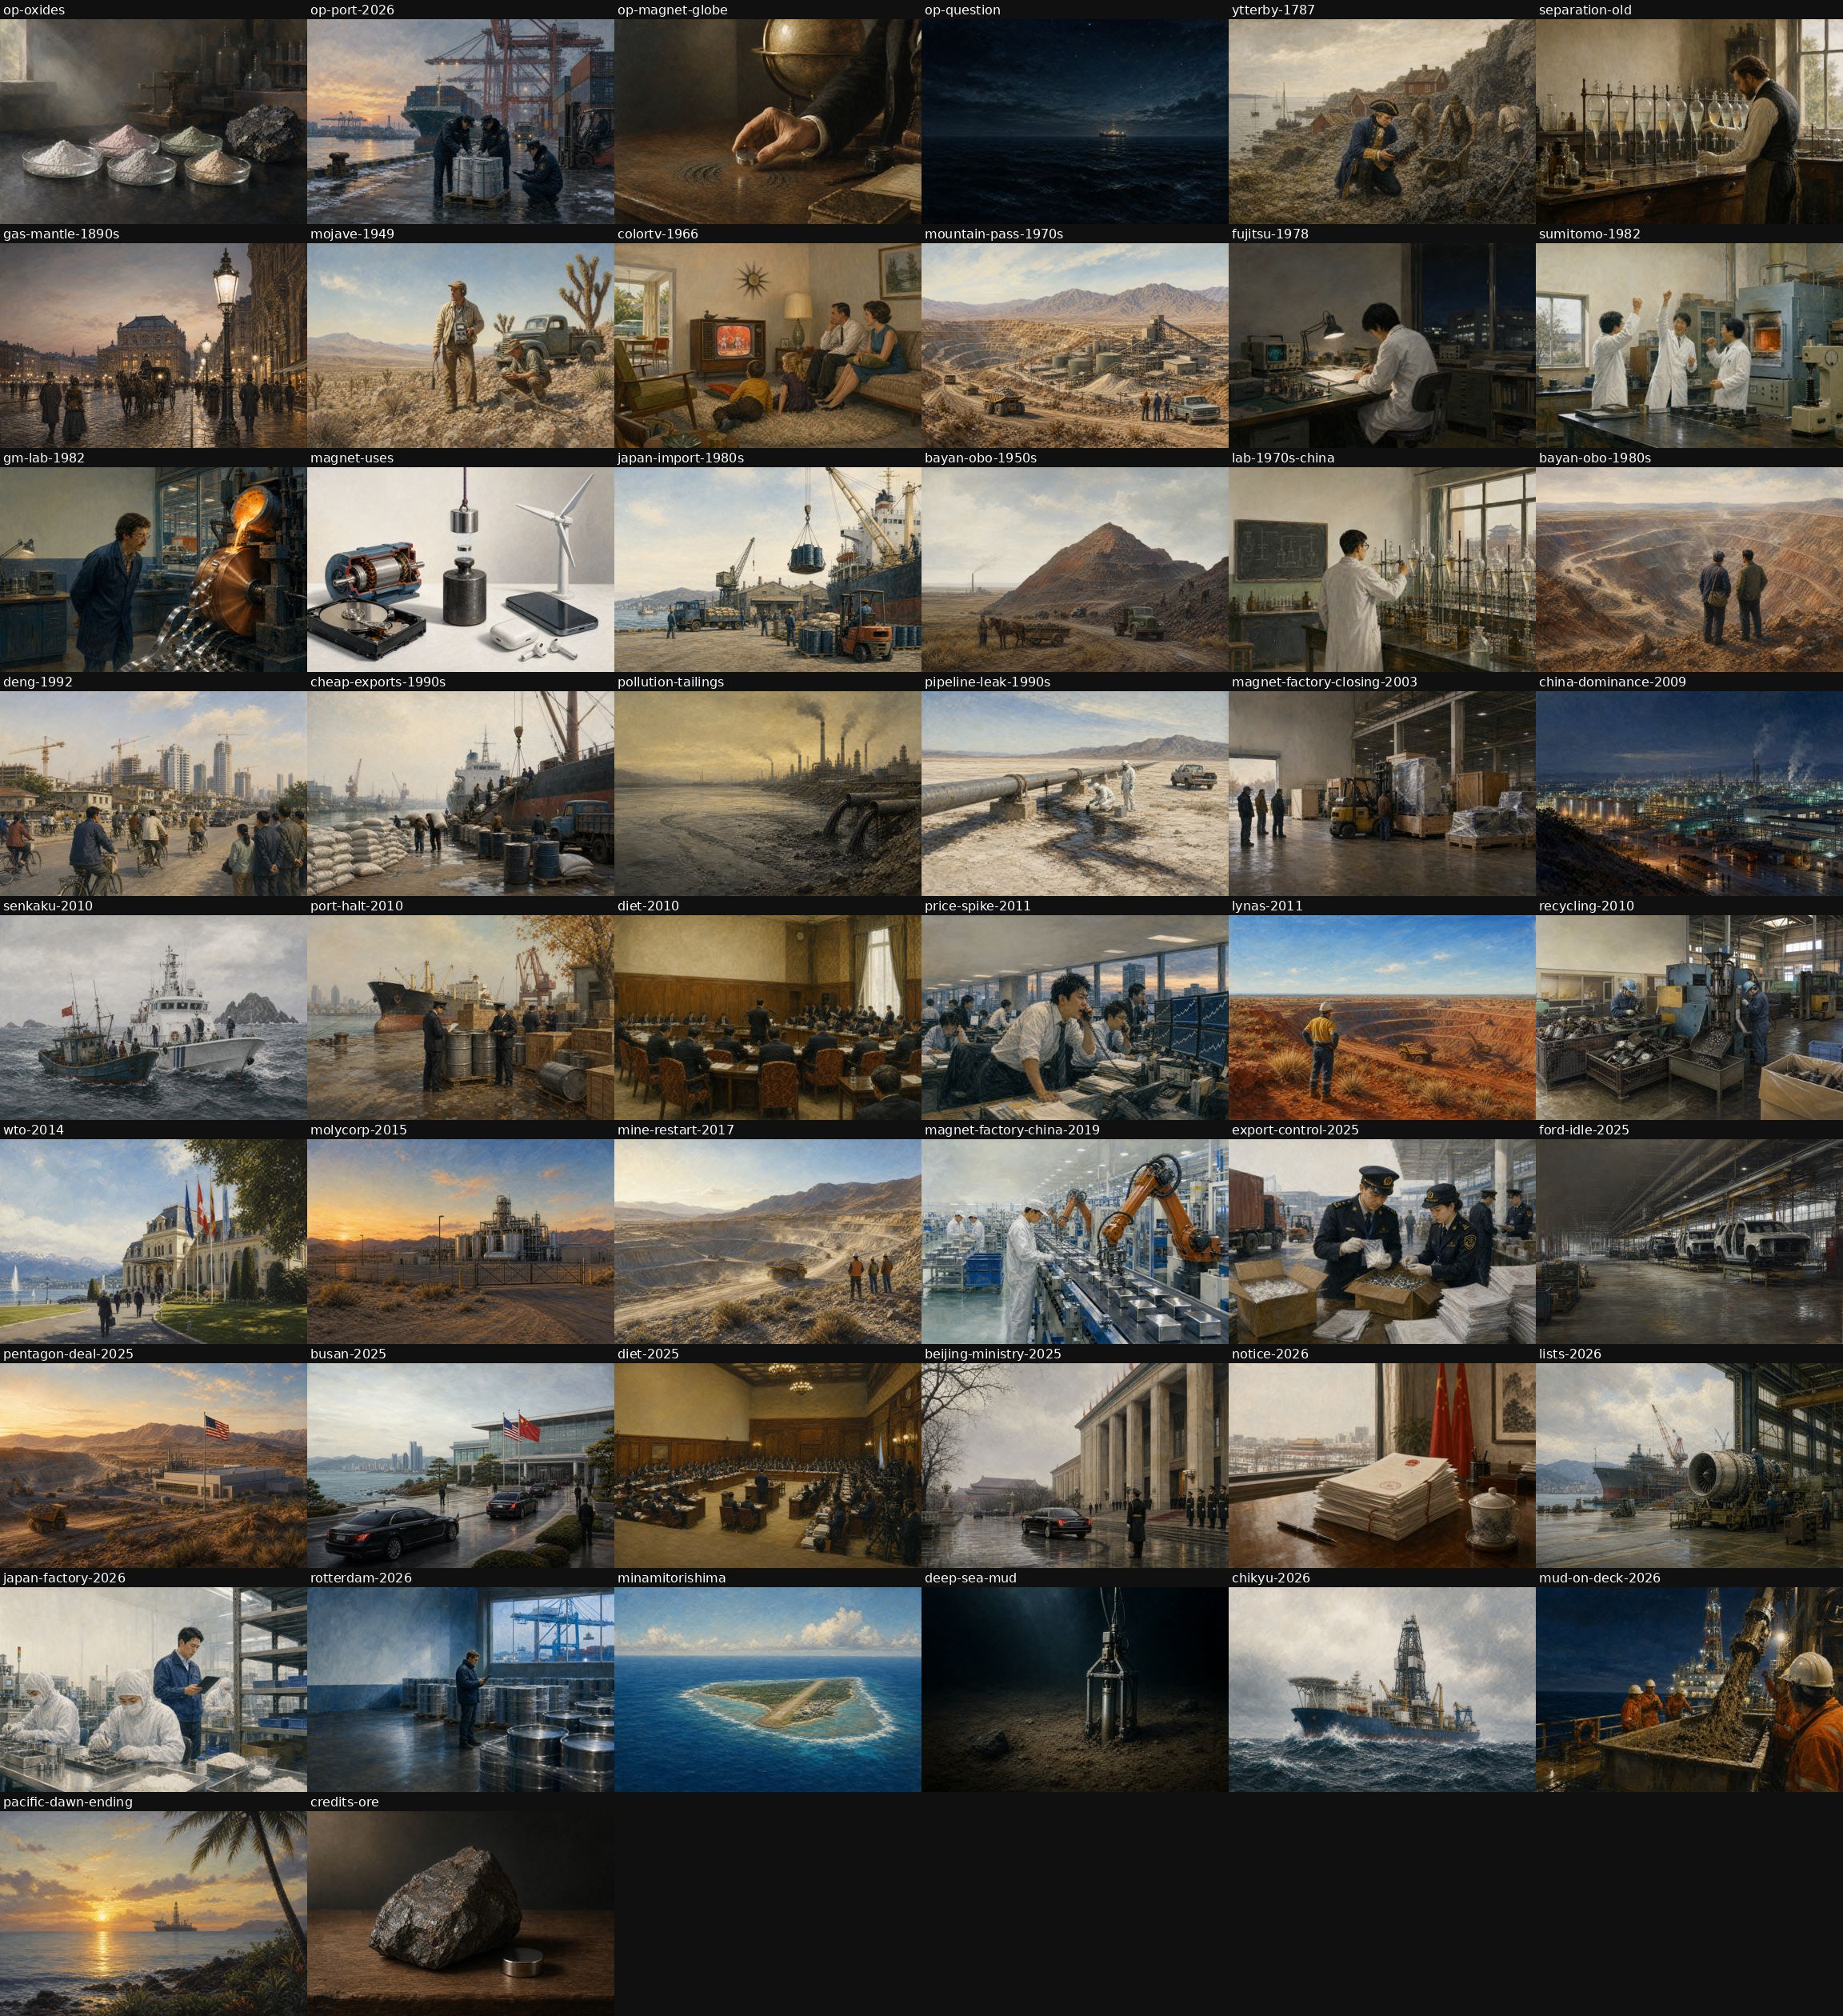 op-oxides op-port-2026 op-magnet-globe op-question ytterby-1787 separation-old
gas-mantle-1890s mojave-1949 colortv-1966 mountain-pass-1970s fujitsu-1978 sumitomo-1982
gm-lab-1982 magnet-uses japan-import-1980s bayan-obo-1950s lab-1970s-china bayan-obo-1980s
deng-1992 cheap-exports-1990s pollution-tailings pipeline-leak-1990s magnet-factory-closing-2003 china-dominance-2009
senkaku-2010 port-halt-2010 diet-2010 price-spike-2011 lynas-2011 recycling-2010
wto-2014 molycorp-2015 mine-restart-2017 magnet-factory-china-2019 export-control-2025 ford-idle-2025
pentagon-deal-2025 busan-2025 diet-2025 beijing-ministry-2025 notice-2026 lists-2026
japan-factory-2026 rotterdam-2026 minamitorishima deep-sea-mud chikyu-2026 mud-on-deck-2026
pacific-dawn-ending credits-ore